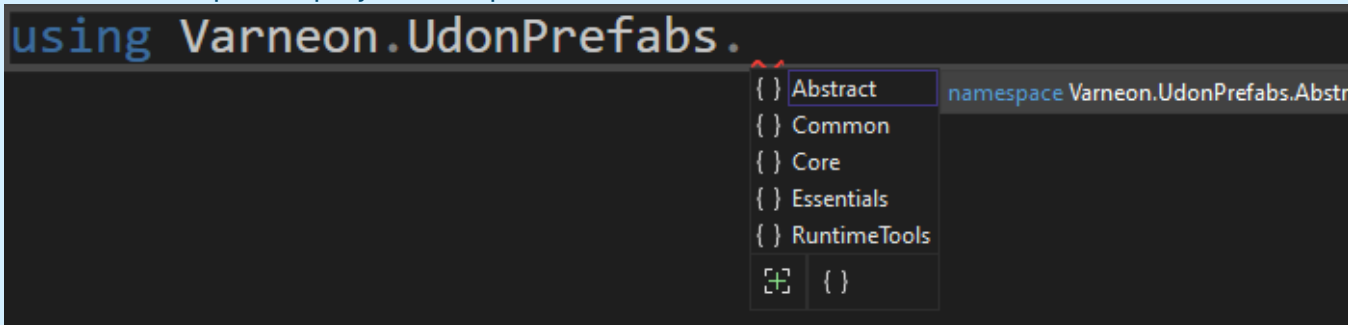 using Varneon.UdonPrefabs.
{ } Abstract
namespace Varneon.UdonPrefabs.Abstr
{ } Common
{ } Core
{ } Essentials
{ } RuntimeTools
{ }